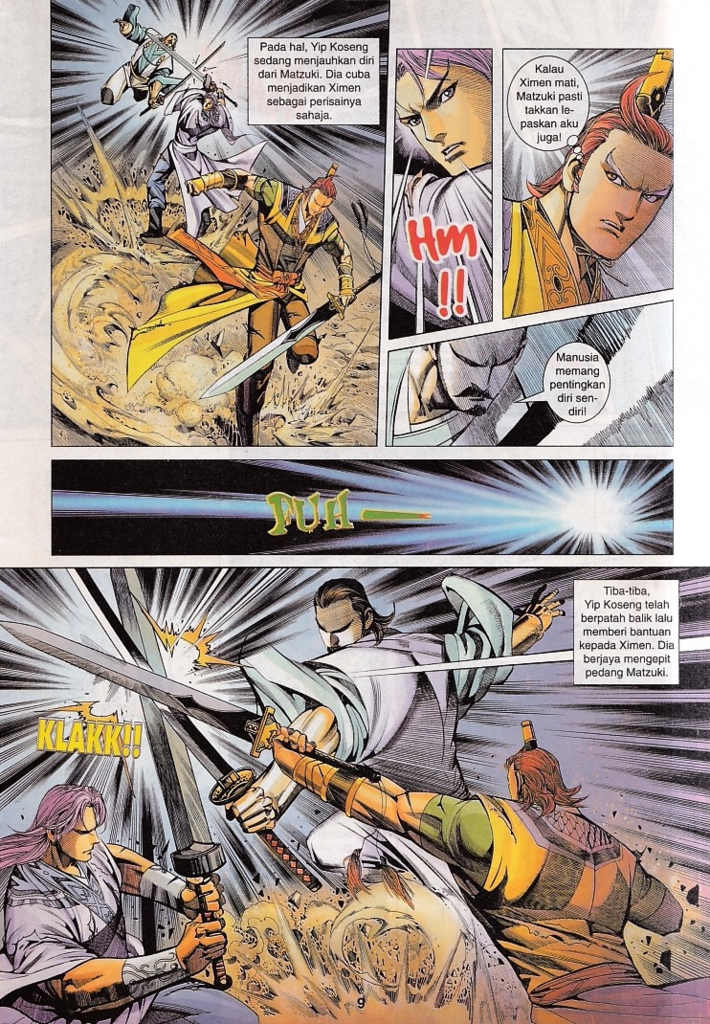 Pada hal, Yip Koseng
sedang menjauhkan diri
dari Matzuki. Dia cuba
menjadikan Ximen
sebagai perisainya
sahaja.
Hm
!!
Kalau
Ximen mati,
Matzuki pasti
takkan le-
paskan aku
juga!
Manusia
memang
pentingkan
diri sen-
diri!
FUH
Tiba-tiba,
Yip Koseng telah
berpatah balik lalu
memberi bantuan
kepada Ximen. Dia
berjaya mengepit
pedang Matzuki.
KLAKK!!
9